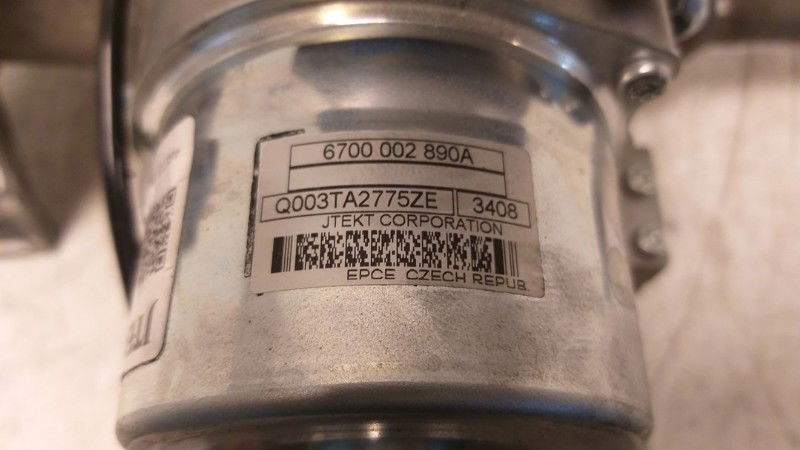 6700 002 890A
Q003TA2775ZE 3408
JTEKT CORPORATION
EPCE CZECH REPUB.